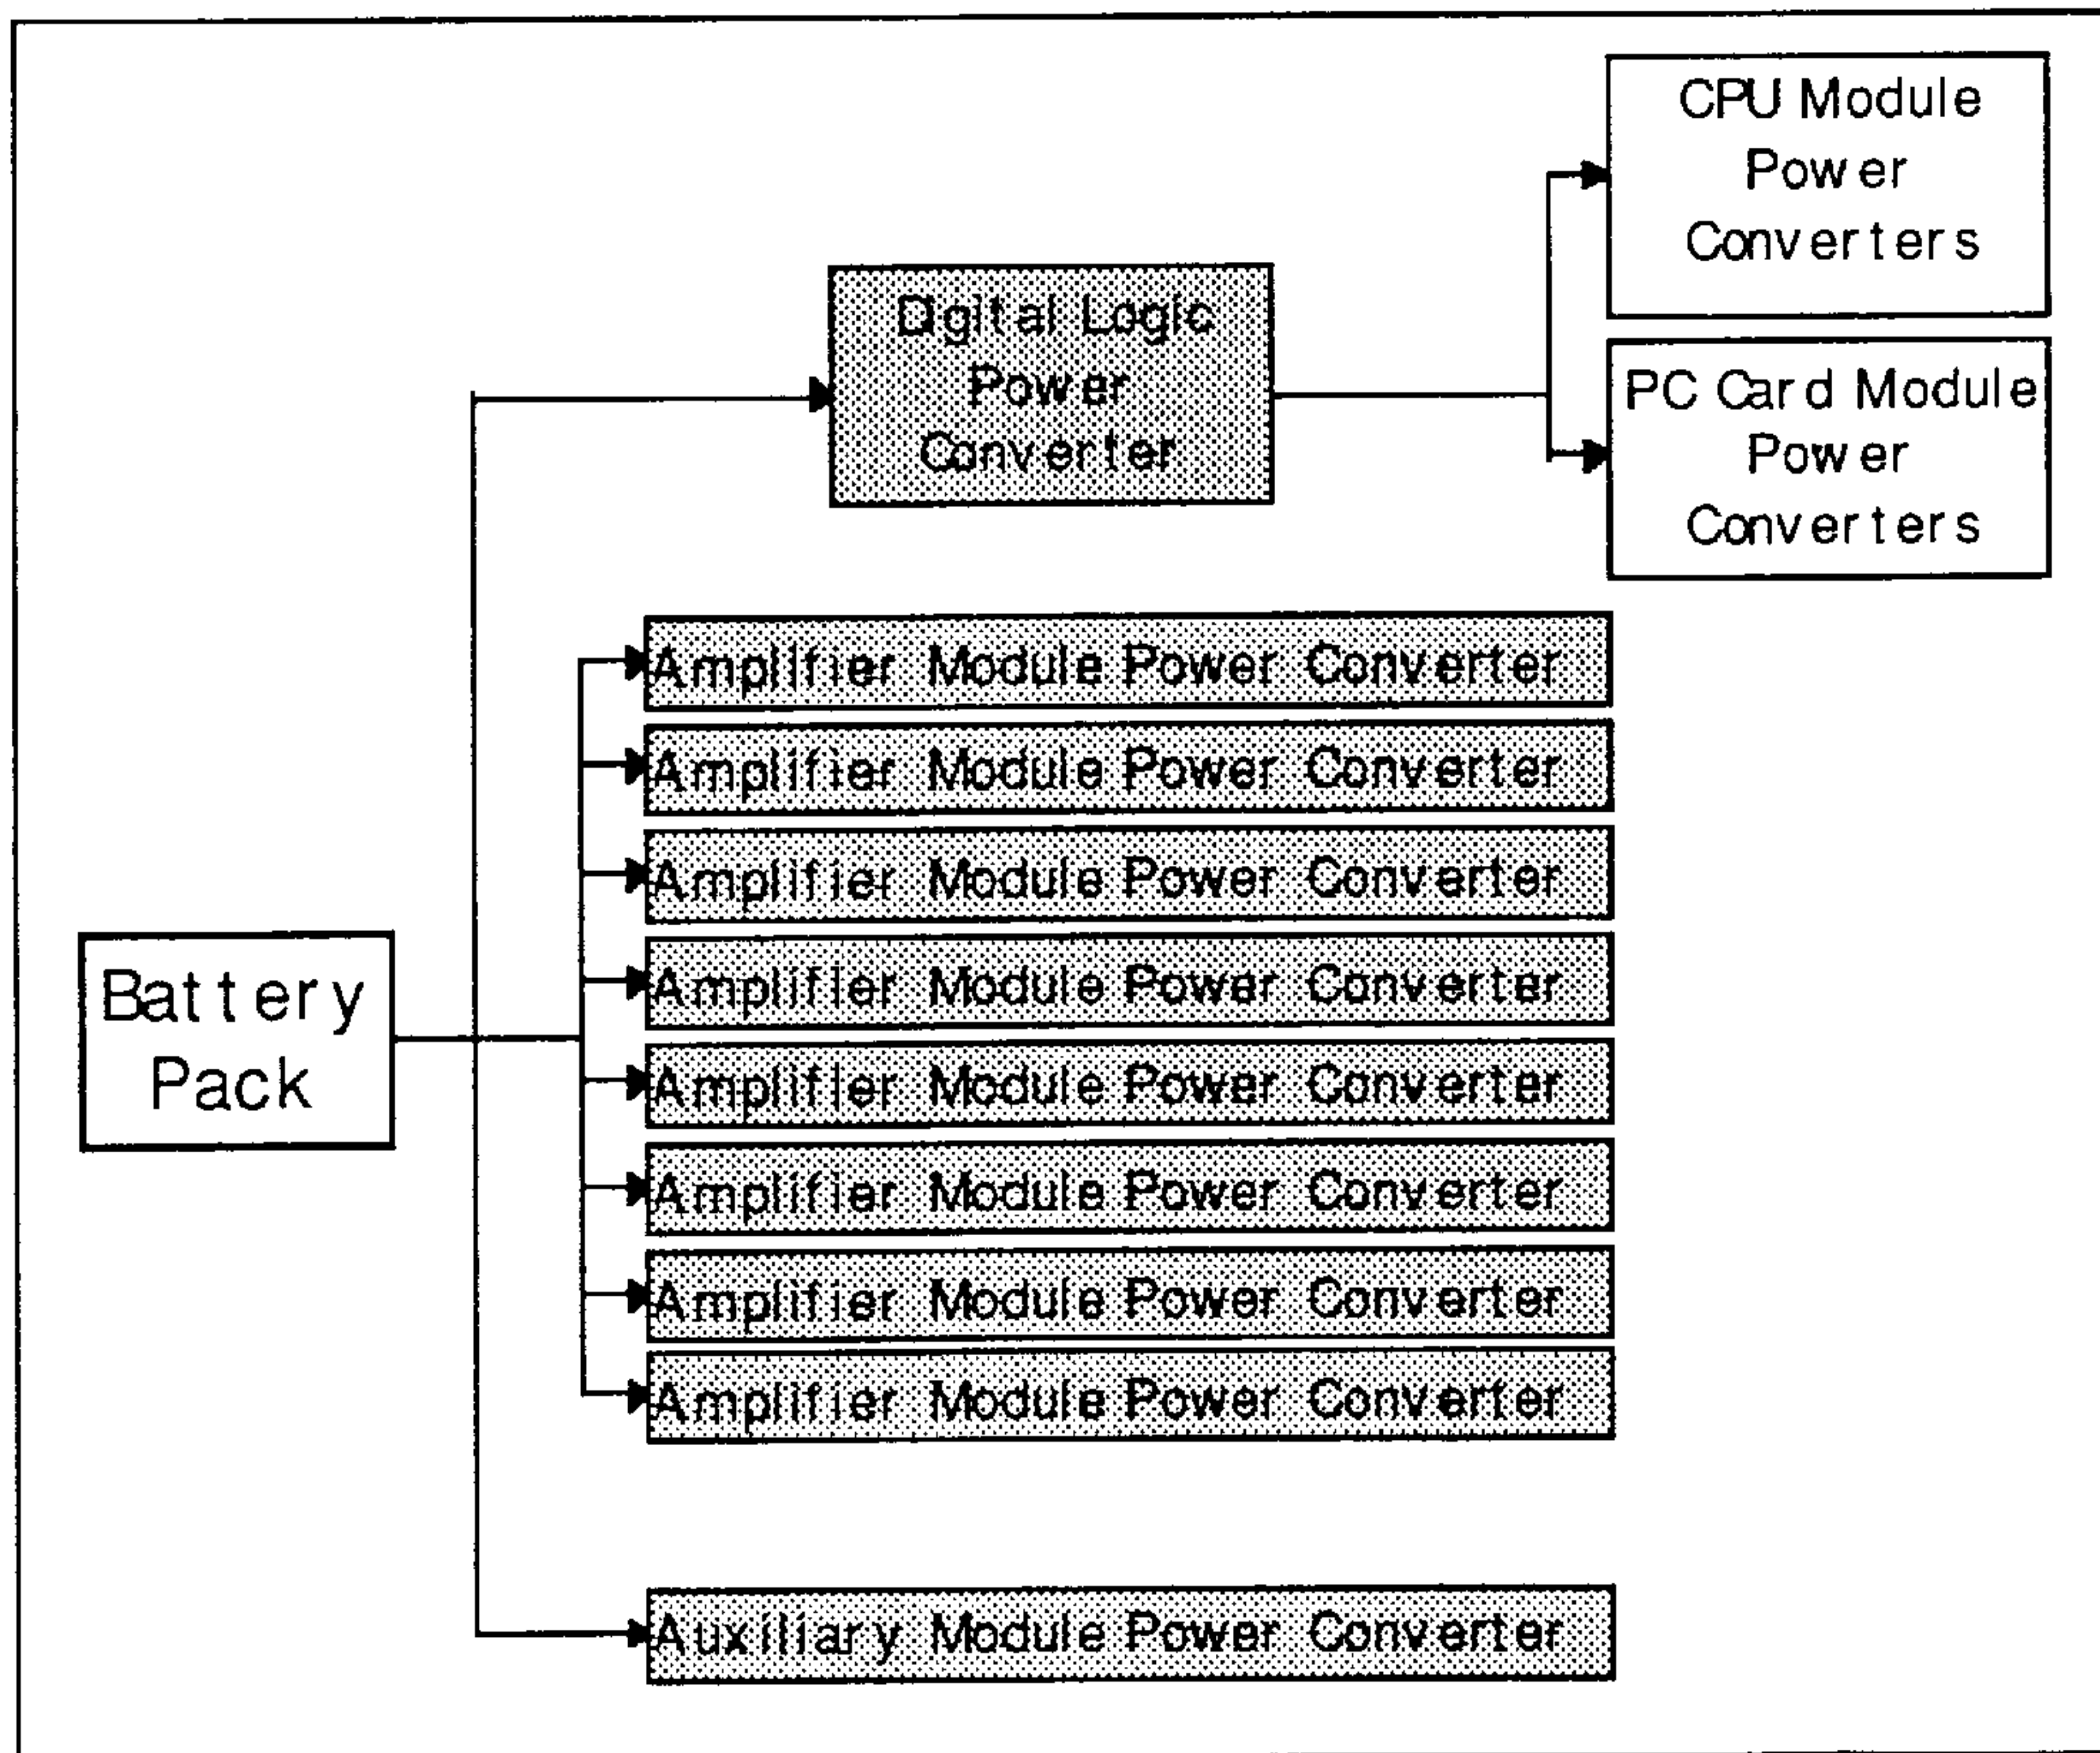 CPU Module
Power
Converters
Digital Logic
Power
Converter
PC Card Module
Power
Converters
Amplifier Module Power Converter
Amplifier Module Power Converter
Amplifier Module Power Converter
Amplifier Module Power Converter
Amplifier Module Power Converter
Amplifier Module Power Converter
Amplifier Module Power Converter
Amplifier Module Power Converter
Battery
Pack
Auxiliary Module Power Converter